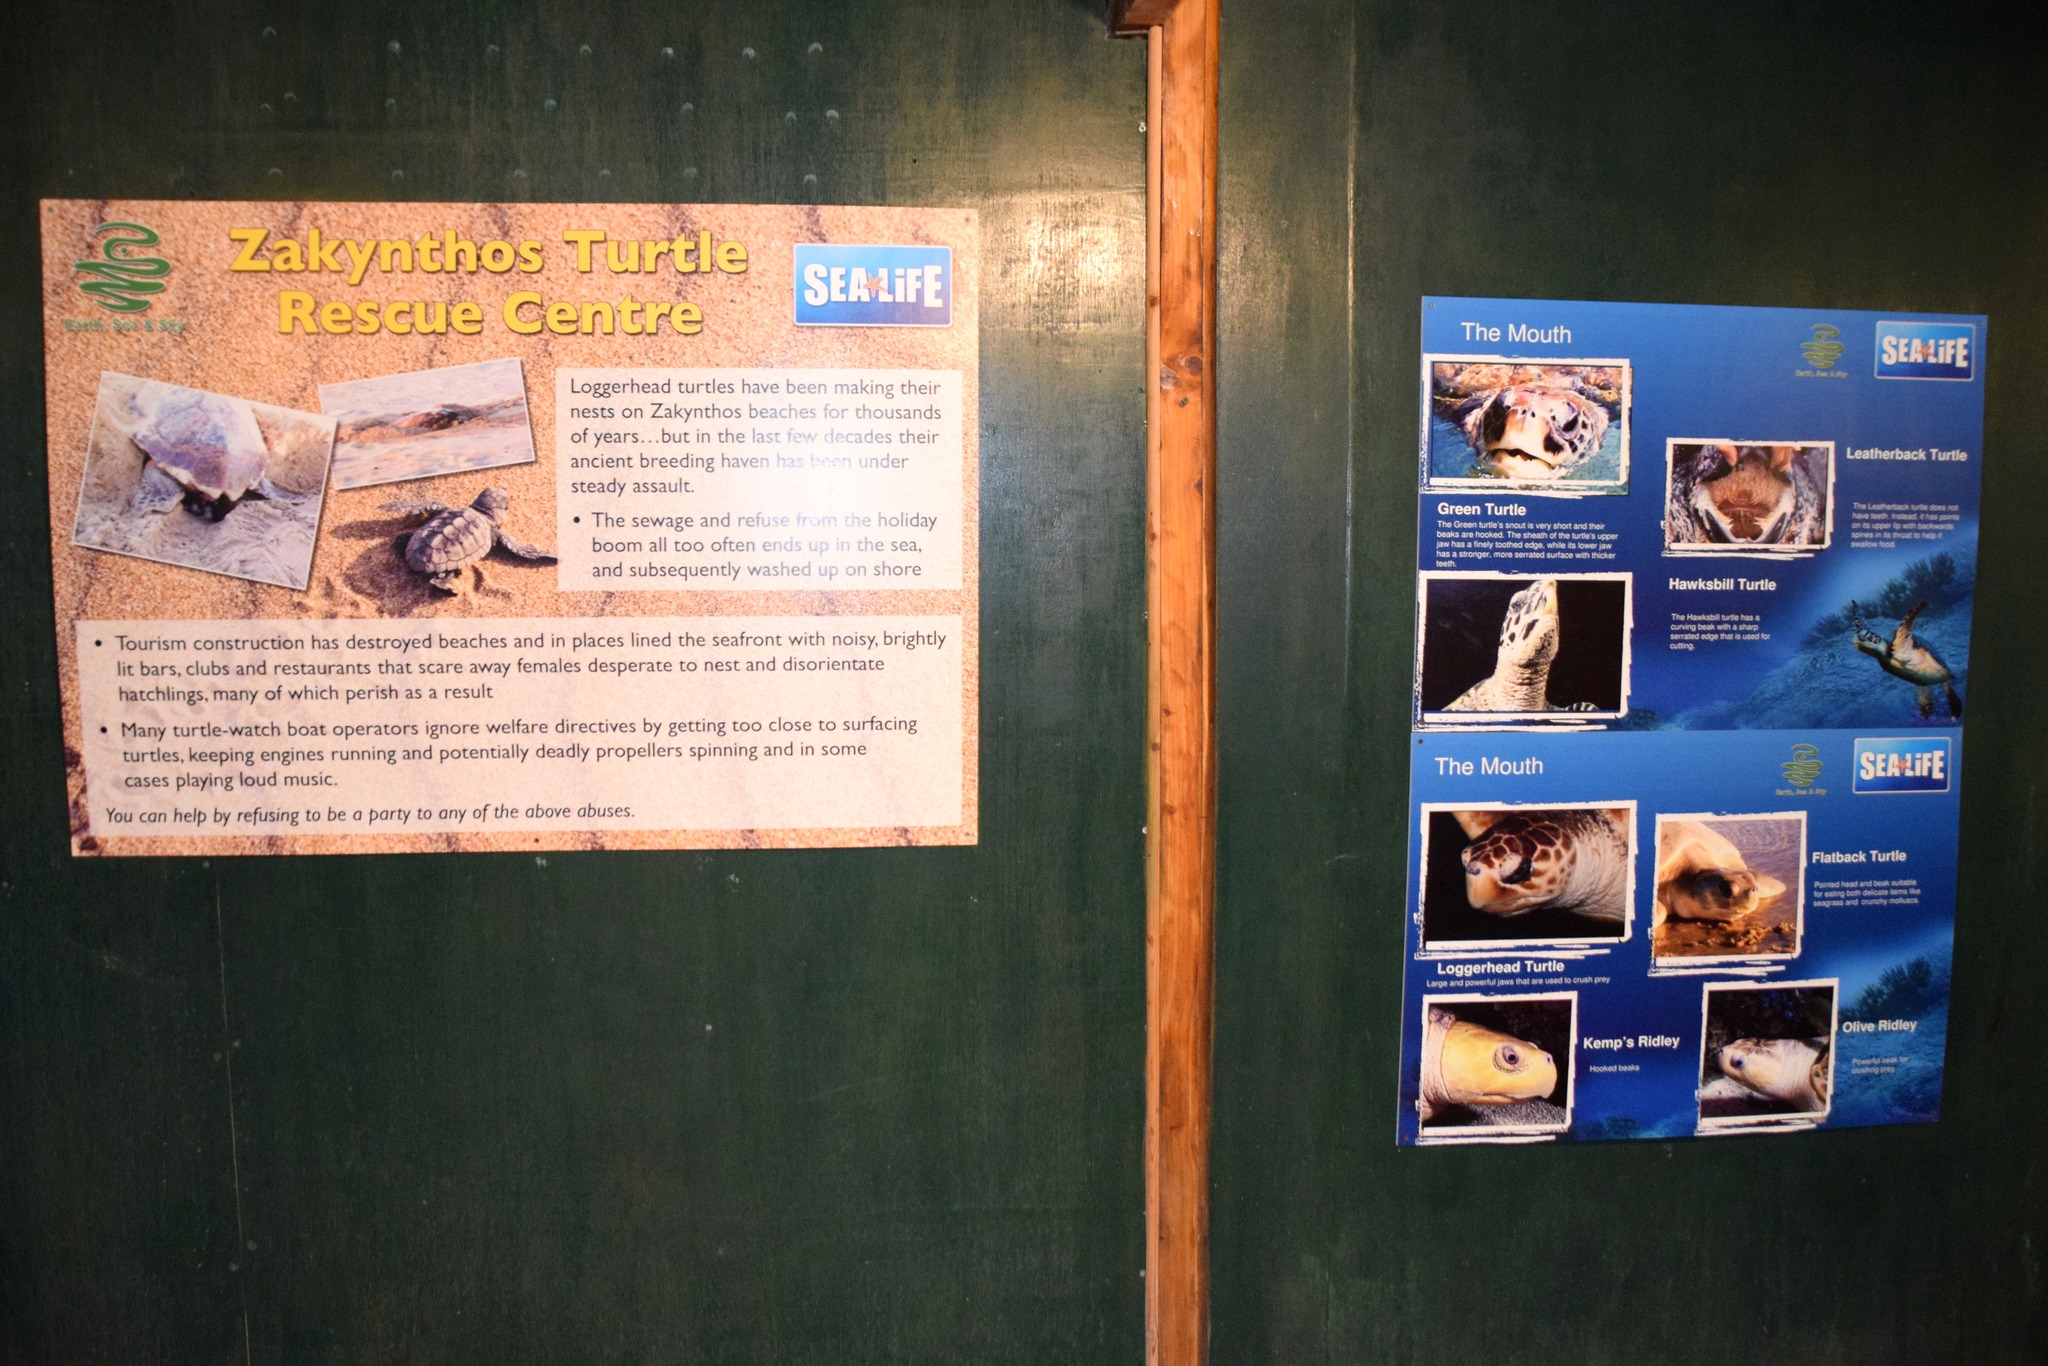 Earth, Sea & Sky
Zakynthos Turtle
Rescue Centre
SEA LIFE
Loggerhead turtles have been making their
nests on Zakynthos beaches for thousands
of years...but in the last few decades their
ancient breeding haven has been under
steady assault.
• The sewage and refuse from the holiday
boom all too often ends up in the sea,
and subsequently washed up on shore
• Tourism construction has destroyed beaches and in places lined the seafront with noisy, brightly
lit bars, clubs and restaurants that scare away females desperate to nest and disorientate
hatchlings, many of which perish as a result
• Many turtle-watch boat operators ignore welfare directives by getting too close to surfacing
turtles, keeping engines running and potentially deadly propellers spinning and in some
cases playing loud music.
You can help by refusing to be a party to any of the above abuses.
The Mouth
Earth, Sea & Sky
SEA LIFE
Green Turtle
The Green turtle's snout is very short and their
beaks are hooked. The sheath of the turtle's upper
jaw has a finely toothed edge, while its lower jaw
has a stronger, more serrated surface with thicker
teeth.
Leatherback Turtle
The Leatherback turtle does not
have teeth. Instead, it has points
on its upper lip with backwards
spines in its throat to help it
swallow food.
Hawksbill Turtle
The Hawksbill turtle has a
curving beak with a sharp
serrated edge that is used for
cutting.
The Mouth
Earth, Sea & Sky
SEA LIFE
Loggerhead Turtle
Large and powerful jaws that are used to crush prey
Flatback Turtle
Pointed head and beak suitable
for eating both delicate items like
seagrass and crunchy molluscs.
Kemp's Ridley
Hooked beaks
Olive Ridley
Powerful beak for
crushing prey